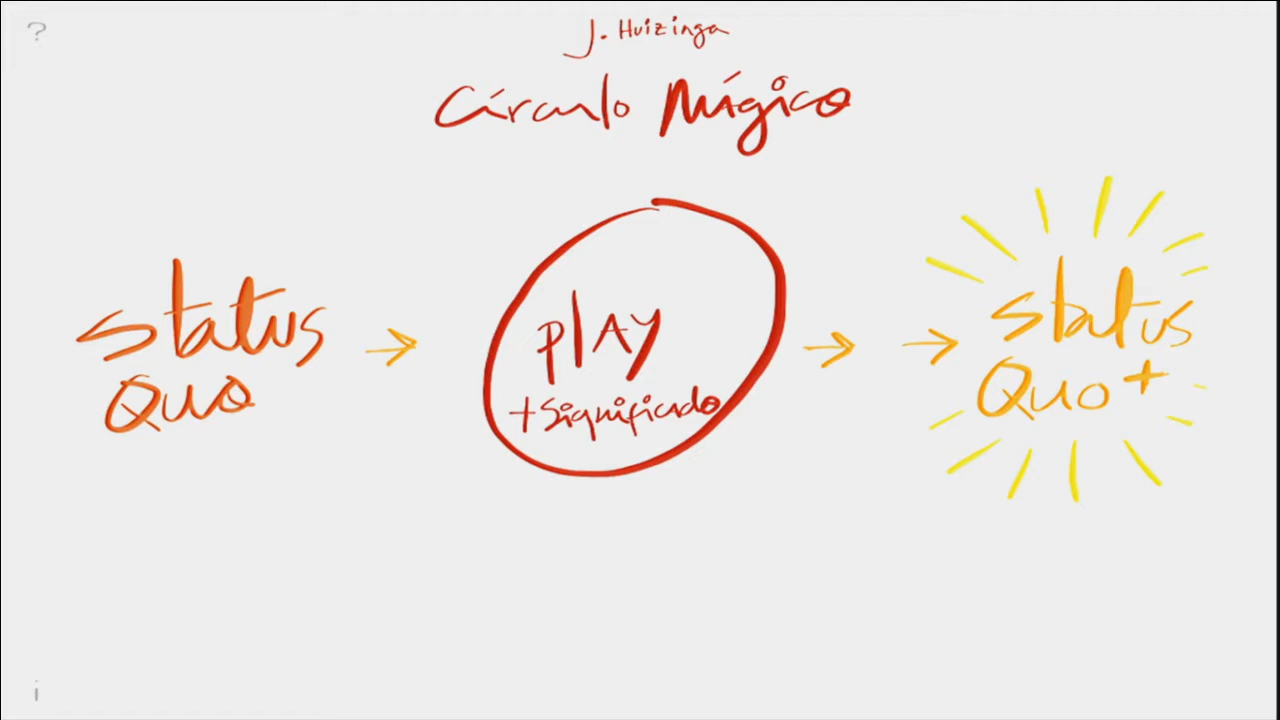 ?
J. Huizinga
Círculo Mágico
Status
Quo
→
play
+ Significado
→ →
Status
Quo +
i